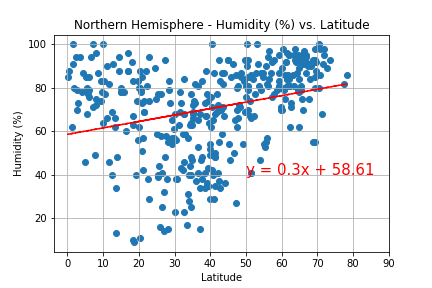 Northern Hemisphere - Humidity (%) vs. Latitude
100
80
60
40
20
Humidity (%)
y = 0.3x + 58.61
0 10 20 30 40 50 60 70 80 90
Latitude